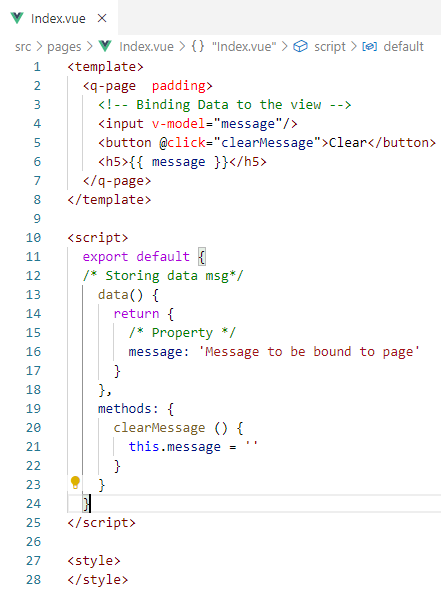 Index.vue
src > pages > Index.vue > {} "Index.vue" > script > default
1 <template>
2   <q-page  padding>
3     <!-- Binding Data to the view -->
4     <input v-model="message"/>
5     <button @click="clearMessage">Clear</button>
6     <h5>{{ message }}</h5>
7   </q-page>
8 </template>
9
10 <script>
11   export default {
12   /* Storing data msg*/
13     data() {
14       return {
15         /* Property */
16         message: 'Message to be bound to page'
17       }
18     },
19     methods: {
20       clearMessage () {
21         this.message = ''
22       }
23     }
24   }
25 </script>
26
27 <style>
28 </style>